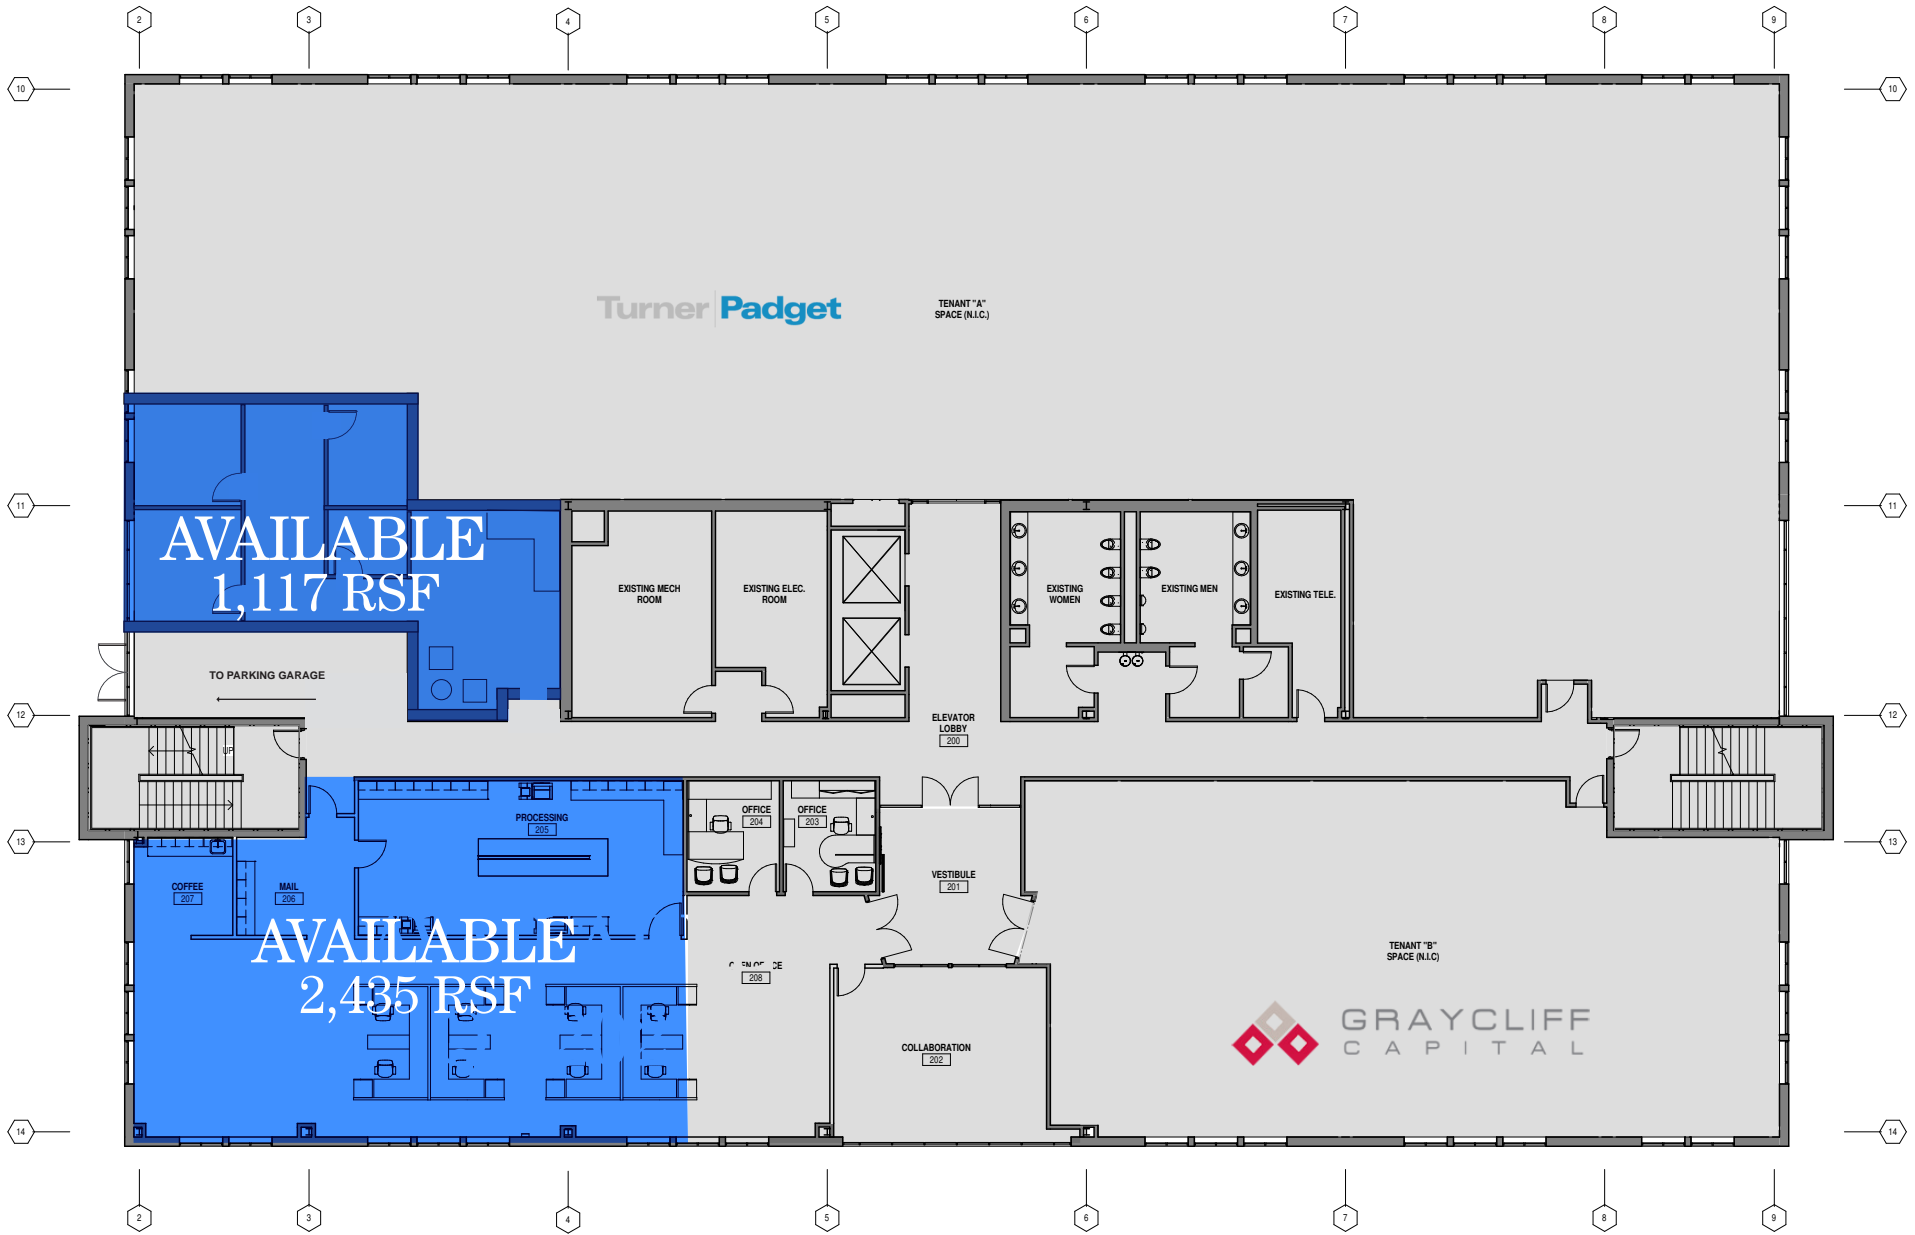 2 3 4 5 6 7 8 9
10 10
Turner Padget
TENANT "A"
SPACE (N.I.C.)
11 11
AVAILABLE
1,117 RSF
EXISTING MECH
ROOM
EXISTING ELEC.
ROOM
EXISTING
WOMEN
EXISTING MEN
EXISTING TELE.
TO PARKING GARAGE
12 12
ELEVATOR
LOBBY
200
UP
OFFICE
204
OFFICE
203
PROCESSING
205
13 13
VESTIBULE
201
COFFEE
207
MAIL
206
AVAILABLE
2,435 RSF
208
TENANT "B"
SPACE (N.I.C)
GRAYCLIFF
CAPITAL
COLLABORATION
202
14 14
2 3 4 5 6 7 8 9